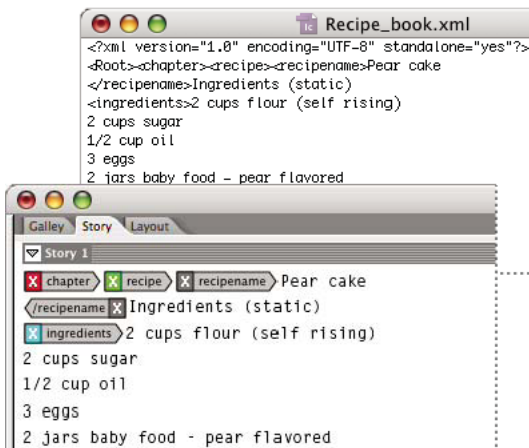 Recipe_book.xml
<?xml version="1.0" encoding="UTF-8" standalone="yes"?>
<Root><chapter><recipe><recipename>Pear cake
</recipename>Ingredients (static)
<ingredients>2 cups flour (self rising)
2 cups sugar
1/2 cup oil
3 eggs
2 jars baby food – pear flavored
Galley Story Layout
Story 1
X chapter X recipe X recipename Pear cake
/recipename X Ingredients (static)
X ingredients 2 cups flour (self rising)
2 cups sugar
1/2 cup oil
3 eggs
2 jars baby food - pear flavored